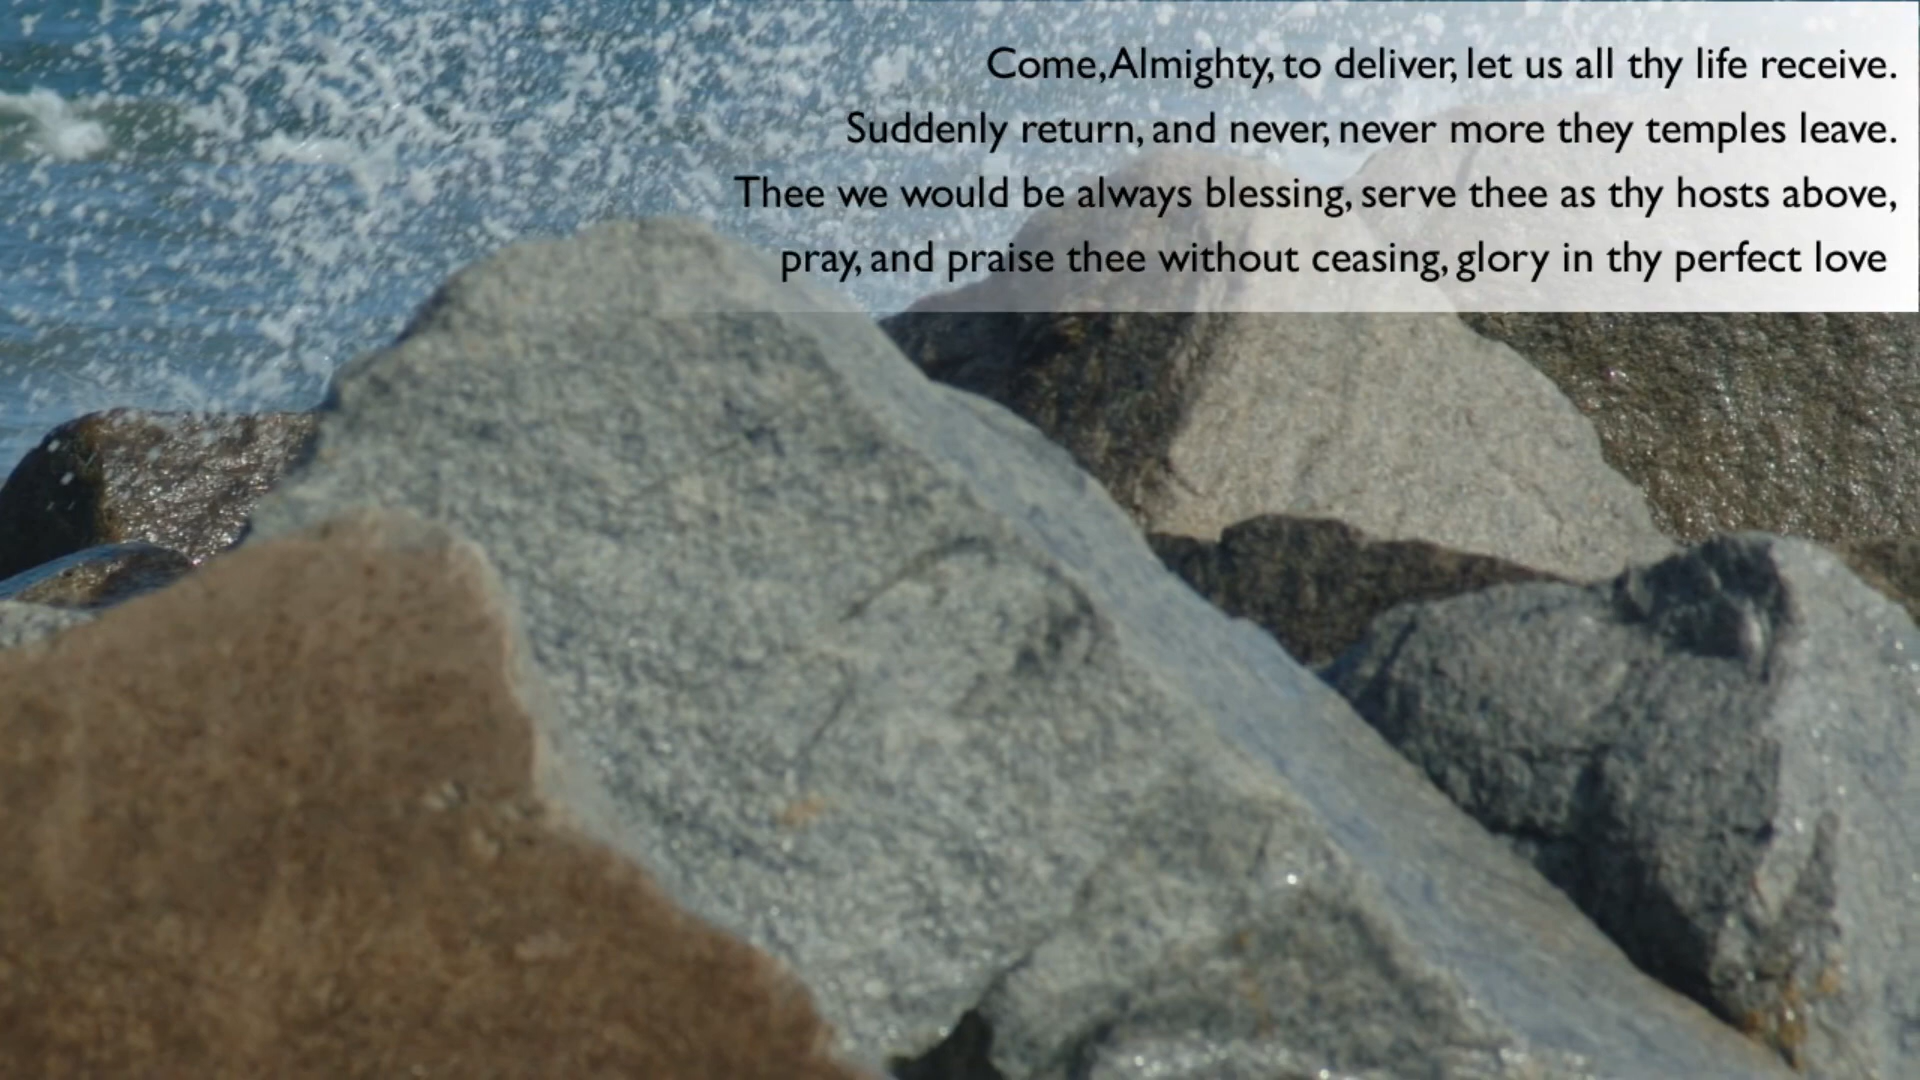 Come, Almighty, to deliver, let us all thy life receive.
Suddenly return, and never, never more they temples leave.
Thee we would be always blessing, serve thee as thy hosts above,
pray, and praise thee without ceasing, glory in thy perfect love